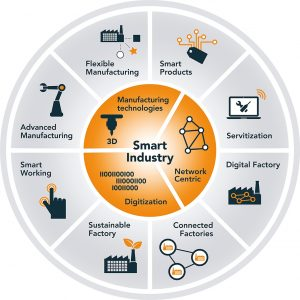 Flexible
Manufacturing
Smart
Products
Advanced
Manufacturing
Servitization
Smart
Working
Digital Factory
Sustainable
Factory
Connected
Factories
Manufacturing
technologies
3D
Smart
Industry
Network
Centric
Digitization